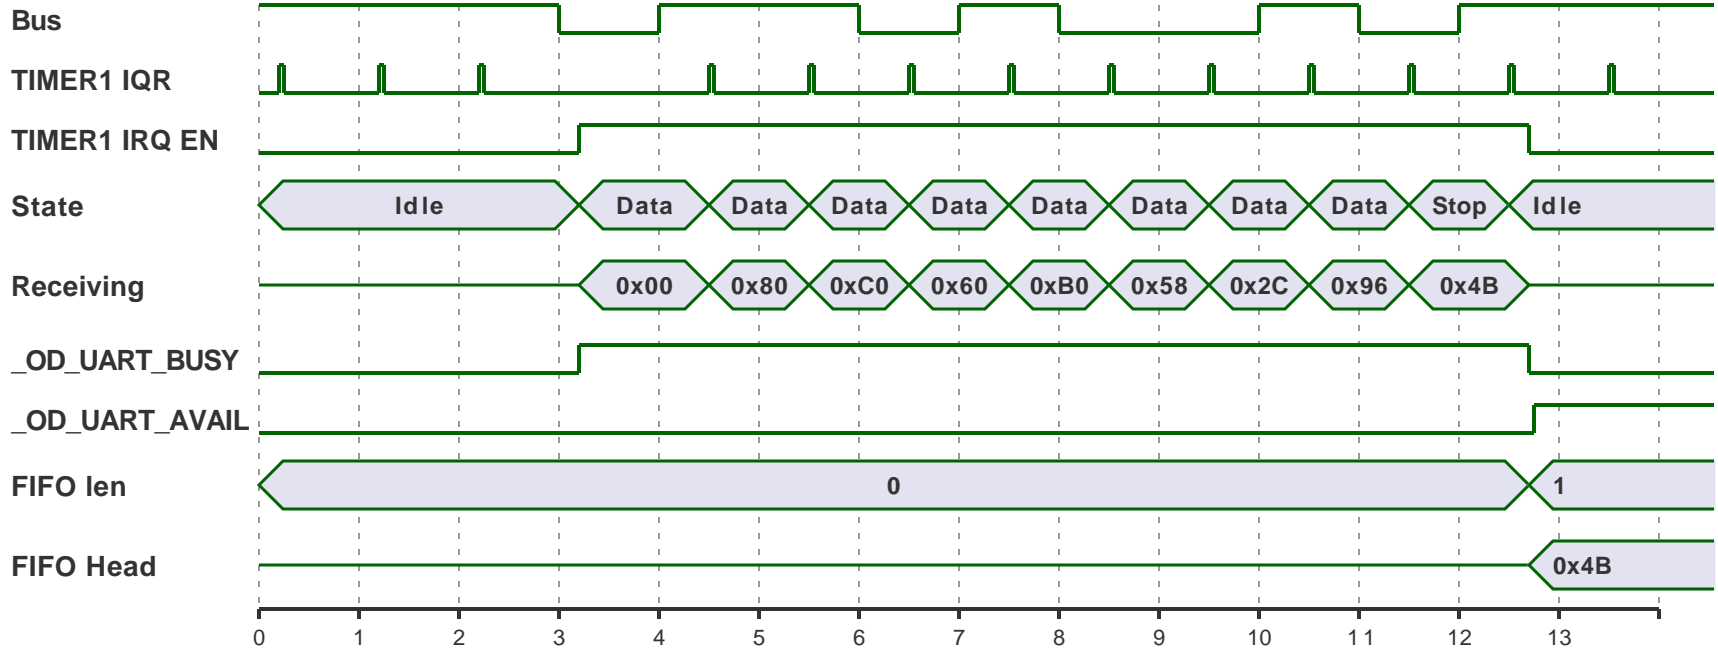 Bus
TIMER1 IQR
TIMER1 IRQ EN
State Idle Data Data Data Data Data Data Data Data Stop Idle
Receiving 0x00 0x80 0xC0 0x60 0xB0 0x58 0x2C 0x96 0x4B
_OD_UART_BUSY
_OD_UART_AVAIL
FIFO len 0 1
FIFO Head 0x4B
0 1 2 3 4 5 6 7 8 9 10 11 12 13